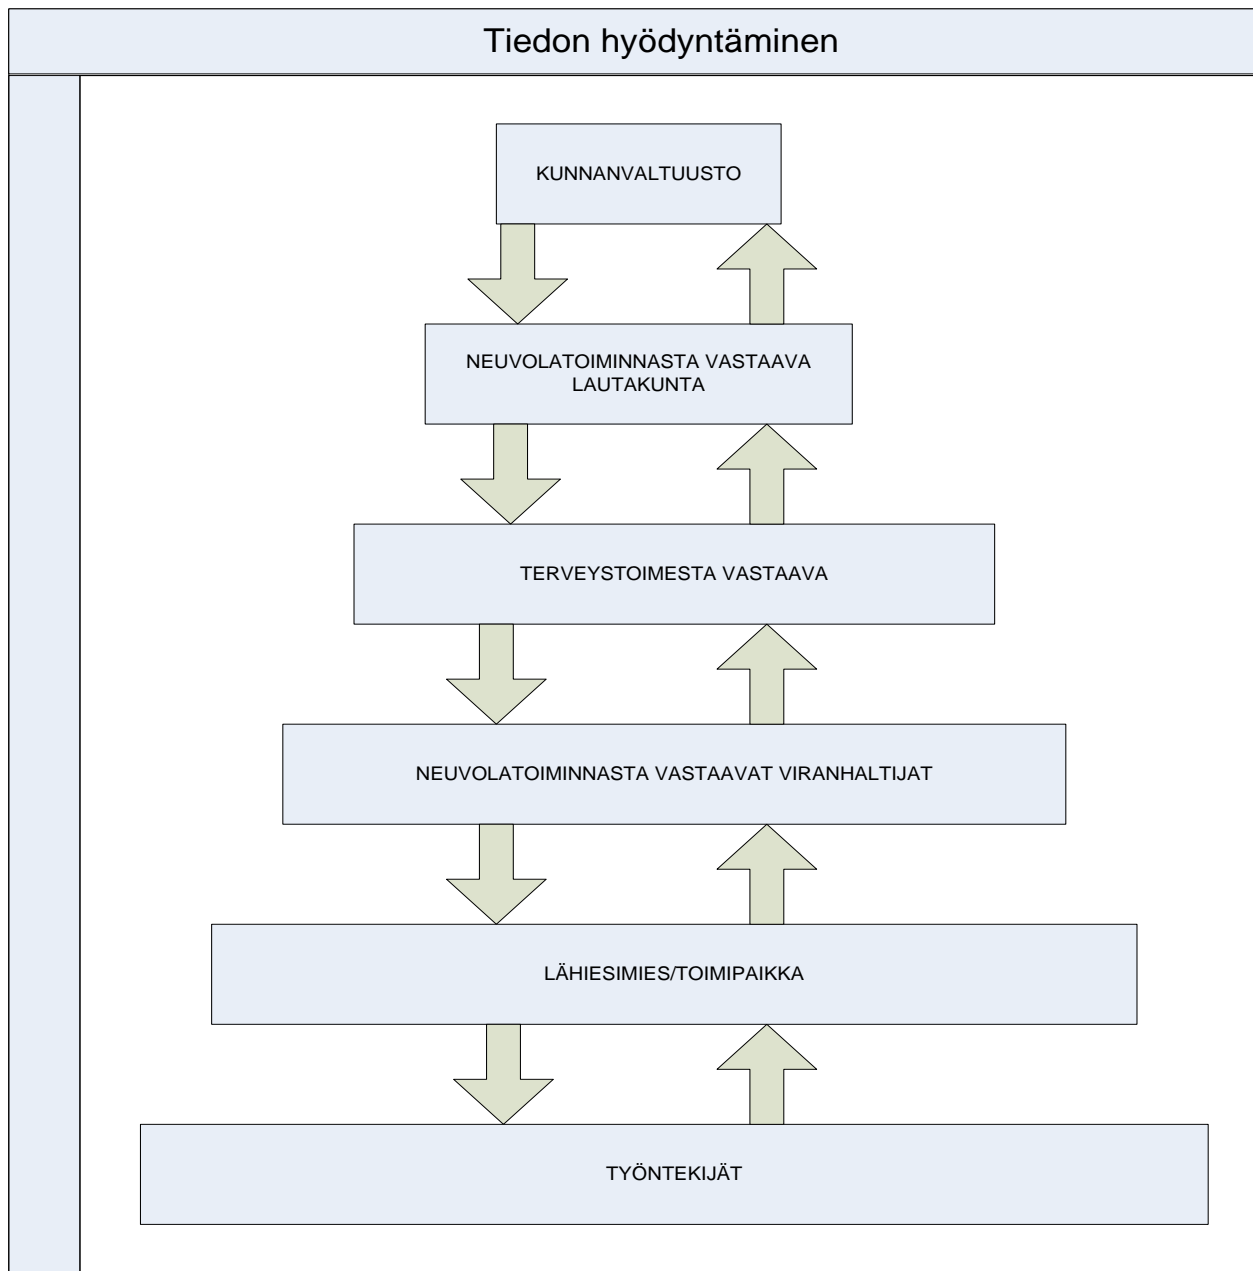 Tiedon hyödyntäminen
KUNNANVALTUUSTO
NEUVOLATOIMINNASTA VASTAAVA
LAUTAKUNTA
TERVEYSTOIMESTA VASTAAVA
NEUVOLATOIMINNASTA VASTAAVAT VIRANHALTIJAT
LÄHIESIMIES/TOIMIPAIKKA
TYÖNTEKIJÄT